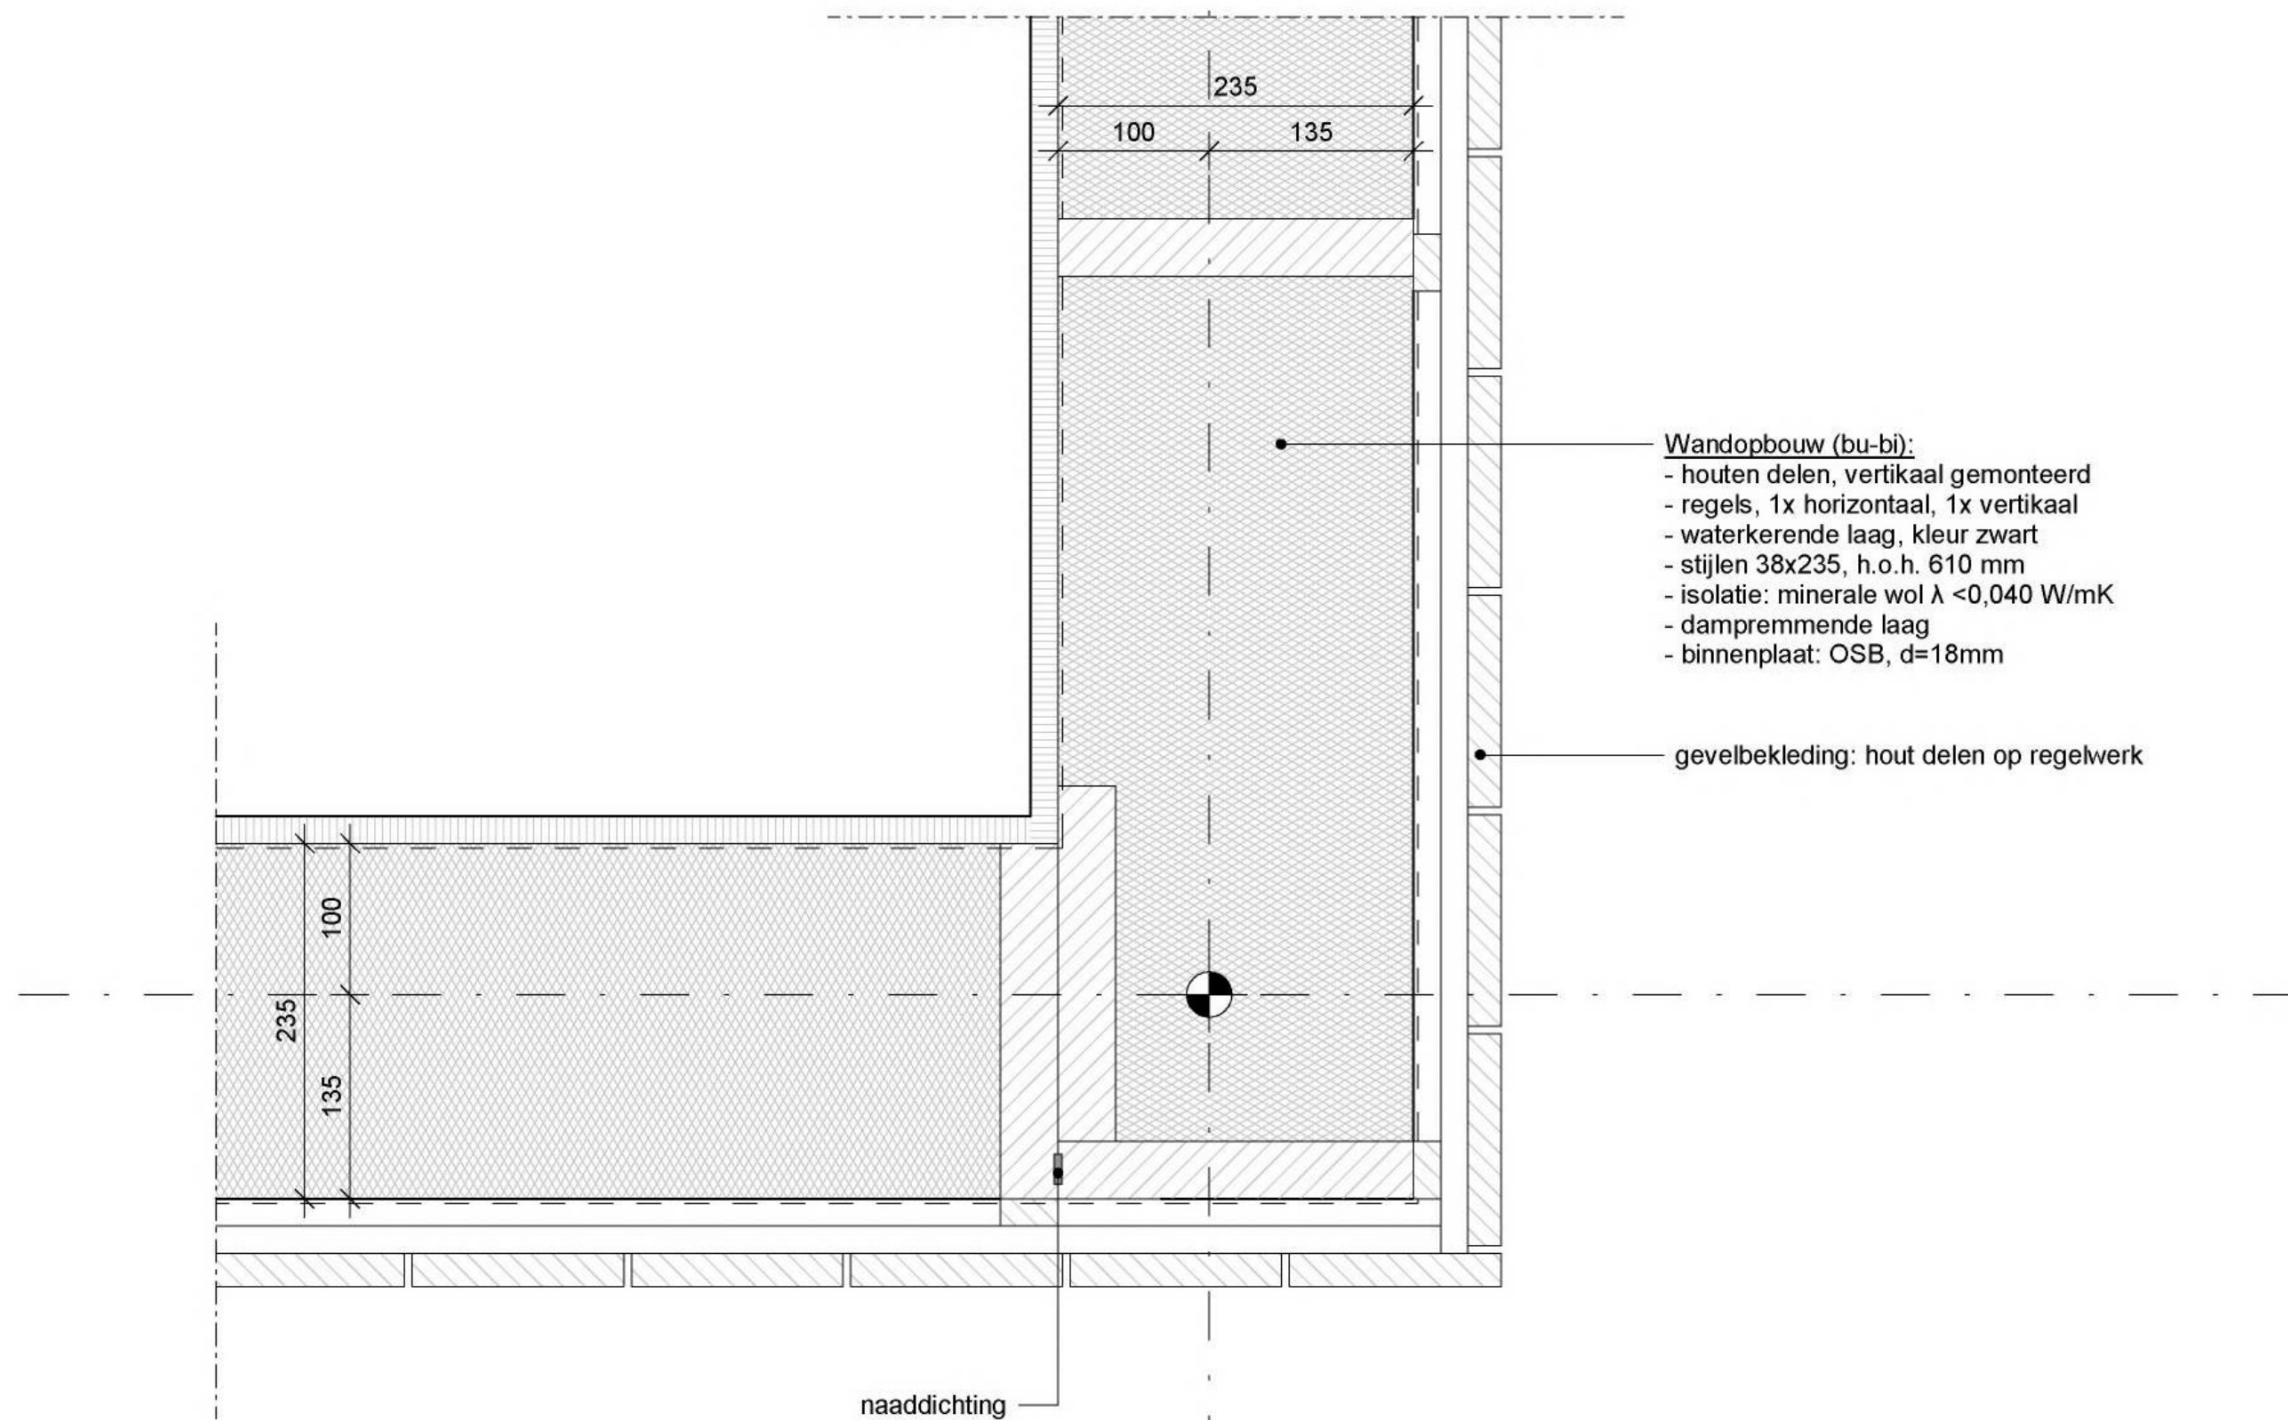 235
100
135
Wandopbouw (bu-bi):
- houten delen, vertikaal gemonteerd
- regels, 1x horizontaal, 1x vertikaal
- waterkerende laag, kleur zwart
- stijlen 38x235, h.o.h. 610 mm
- isolatie: minerale wol λ <0,040 W/mK
- dampremmende laag
- binnenplaat: OSB, d=18mm
gevelbekleding: hout delen op regelwerk
100
235
135
naaddichting